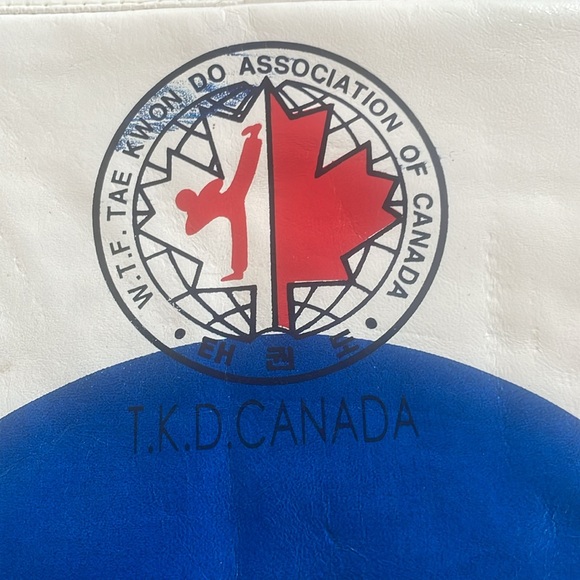 W.T.F. TAE KWON DO ASSOCIATION OF CANADA
태 권 도
T.K.D.CANADA